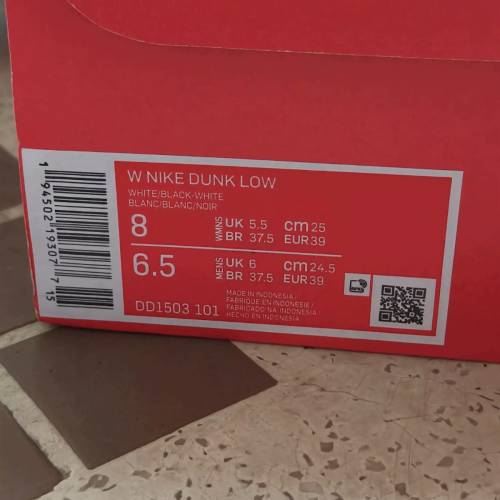 W NIKE DUNK LOW
WHITE/BLACK-WHITE
BLANC/BLANC/NOIR
8 WMNS UK 5.5 cm 25
BR 37.5 EUR 39
6.5 MENS UK 6 cm 24.5
BR 37.5 EUR 39
MADE IN INDONESIA/
FABRIQUE EN INDONESIE/
FABRICADO NA INDONESIA/
HECHO EN INDONESIA
DD1503 101
1 94502 19307 7 15